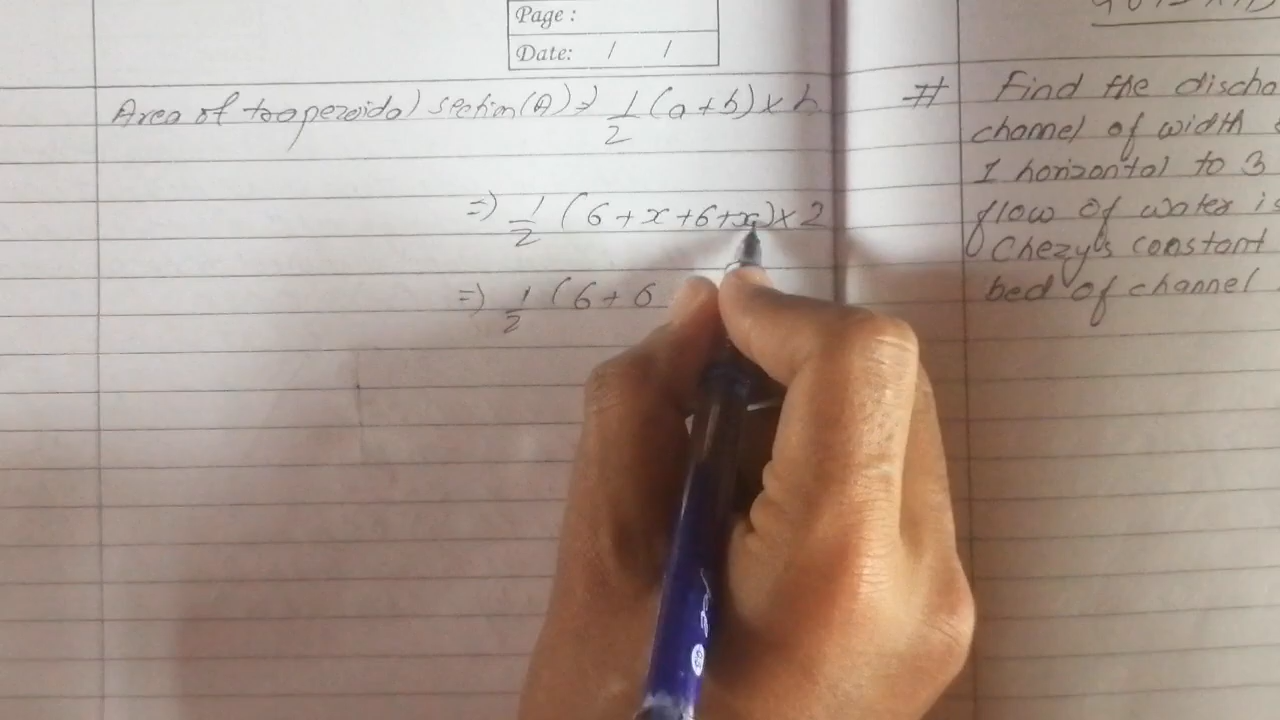 Page :
Date: / /
Area of trapezoidal section (A) ⇒ 1/2 (a+b) × h
⇒ 1/2 (6 + x + 6 + x) × 2
⇒ 1/2 (6 + 6
# Find the discha
channel of width
1 horizontal to 3
flow of water is
Chezy's constant
bed of channel